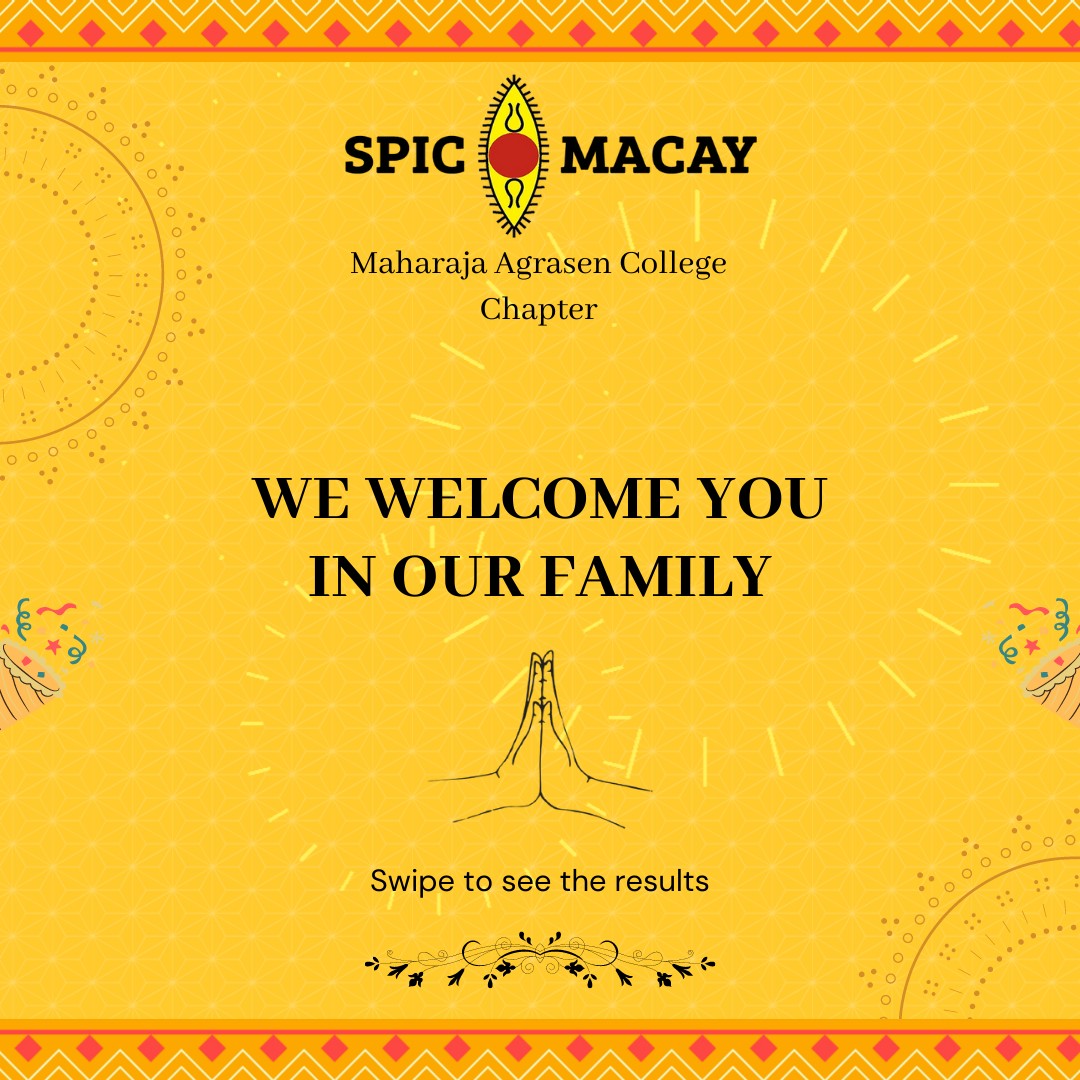 SPIC MACAY
Maharaja Agrasen College
Chapter
WE WELCOME YOU
IN OUR FAMILY
Swipe to see the results